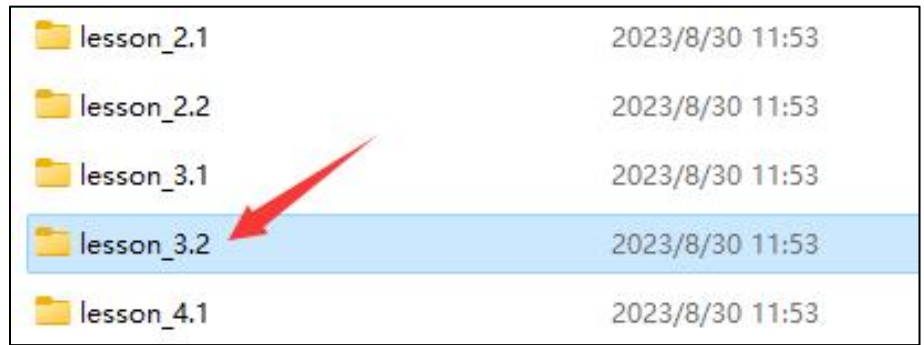 lesson_2.1 2023/8/30 11:53
lesson_2.2 2023/8/30 11:53
lesson_3.1 2023/8/30 11:53
lesson_3.2 2023/8/30 11:53
lesson_4.1 2023/8/30 11:53